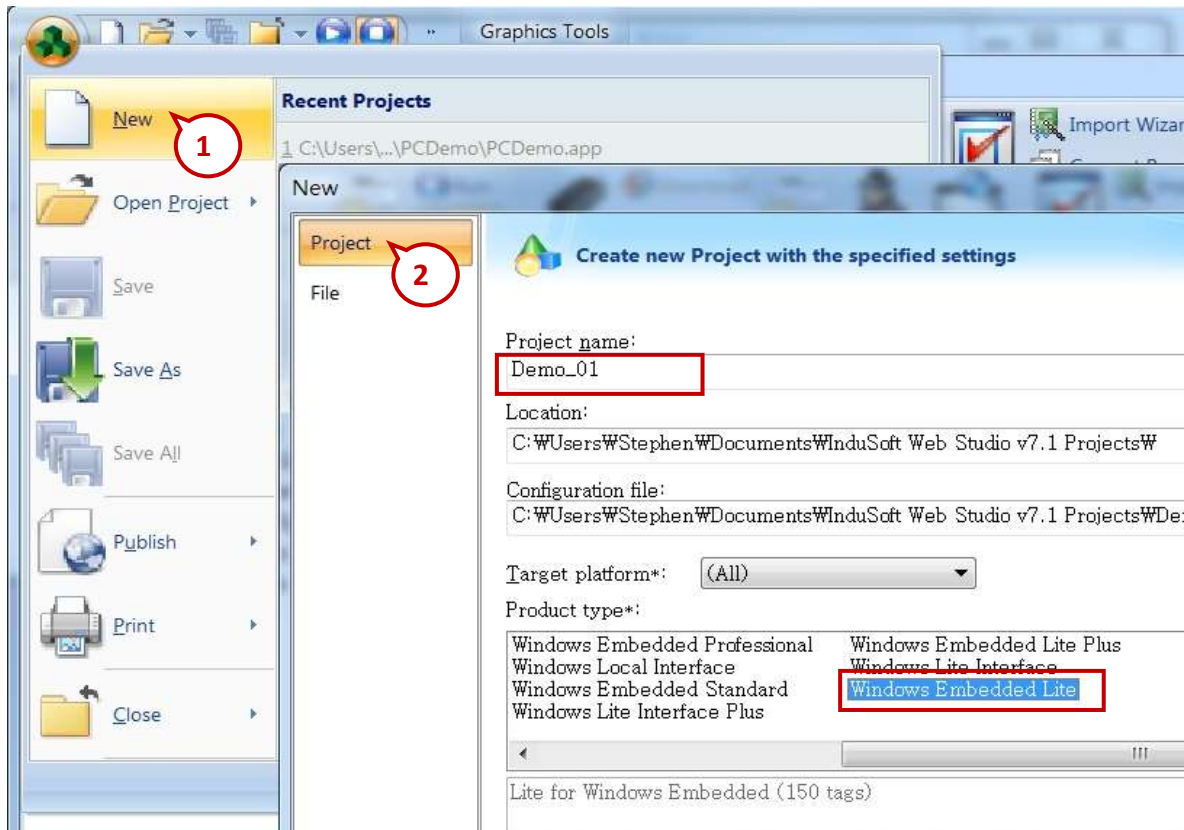 Graphics Tools
New
1
Recent Projects
1 C:\Users\...\PCDemo\PCDemo.app
Import
Open Project
Save
Save As
Save All
Publish
Print
Close
New
Project
2
File
Create new Project with the specified settings
Project name:
Demo_01
Location:
C:₩Users₩Stephen₩Documents₩InduSoft Web Studio v7.1 Projects₩
Configuration file:
C:₩Users₩Stephen₩Documents₩InduSoft Web Studio v7.1 Projects₩De
Target platform*: (All)
Product type*:
Windows Embedded Professional Windows Embedded Lite Plus
Windows Local Interface Windows Lite Interface
Windows Embedded Standard Windows Embedded Lite
Windows Lite Interface Plus
Lite for Windows Embedded (150 tags)